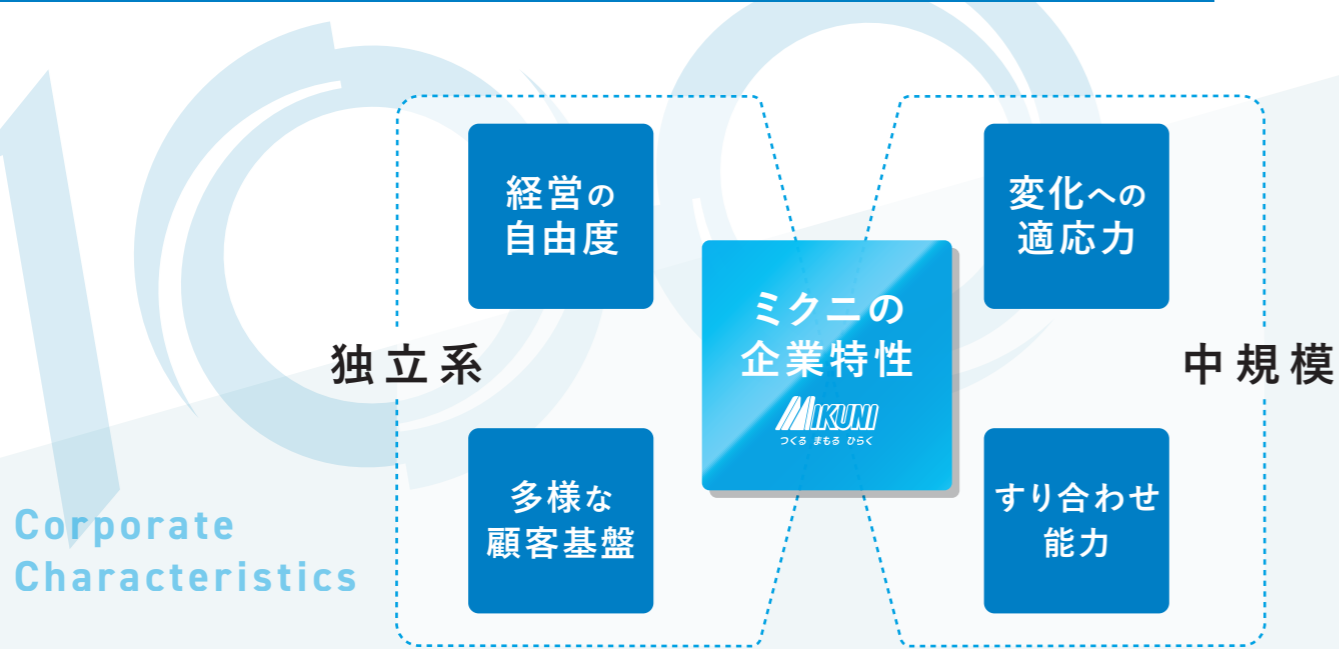 経営の
自由度
変化への
適応力
ミクニの
企業特性
MIKUNI
つくる まもる ひらく
独立系
中規模
多様な
顧客基盤
すり合わせ
能力
Corporate
Characteristics
100